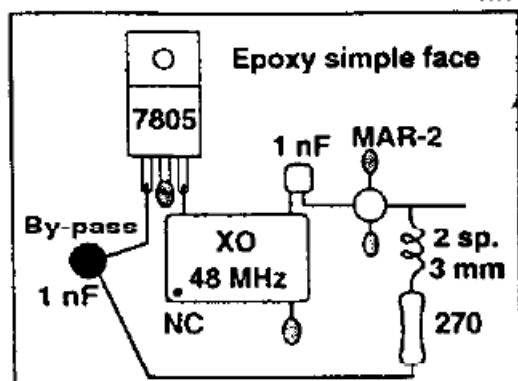 Epoxy simple face
7805
1 nF
MAR-2
By-pass
1 nF
XO
48 MHz
NC
2 sp.
3 mm
270